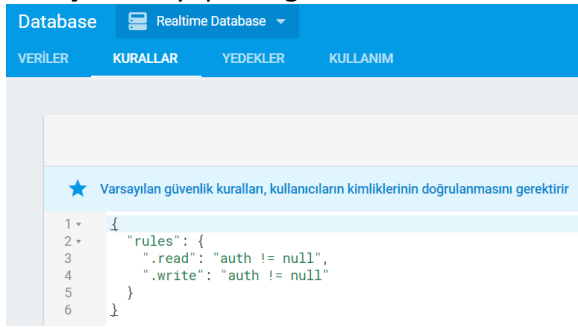 Database Realtime Database
VERİLER KURALLAR YEDEKLER KULLANIM
Varsayılan güvenlik kuralları, kullanıcıların kimliklerinin doğrulanmasını gerektirir
1 {
2 "rules": {
3 ".read": "auth != null",
4 ".write": "auth != null"
5 }
6 }